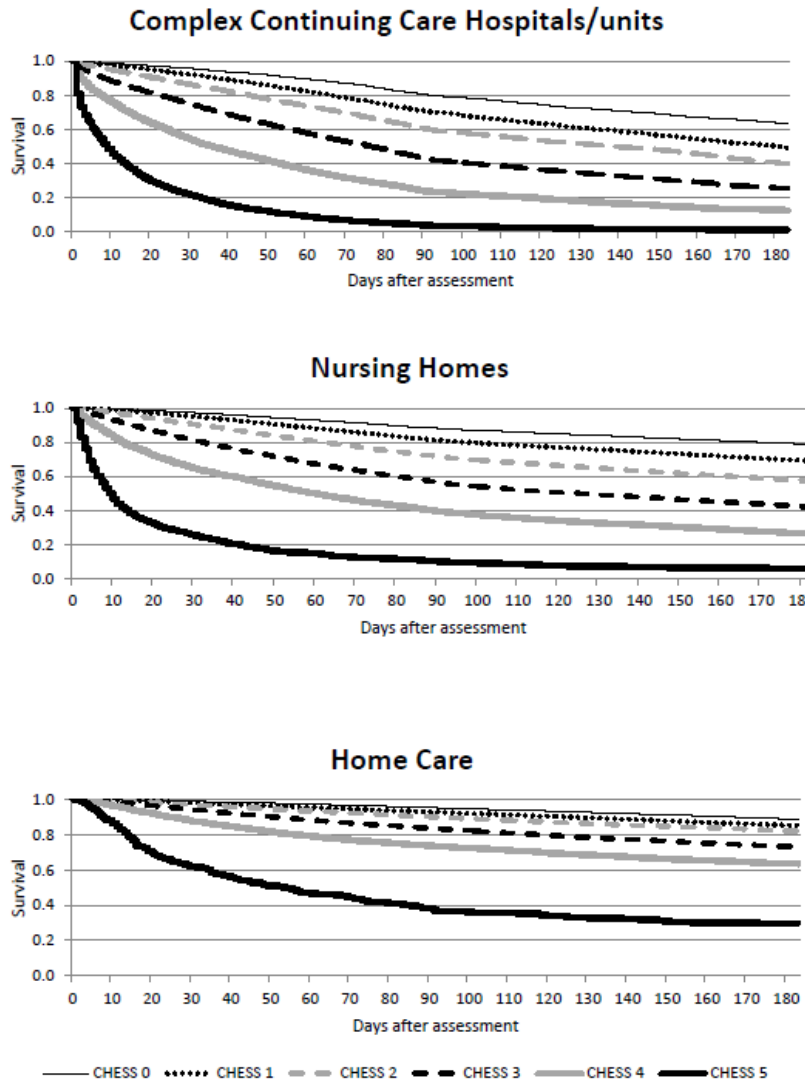 Complex Continuing Care Hospitals/units
1.0
0.8
0.6
0.4
0.2
0.0
Survival
0 10 20 30 40 50 60 70 80 90 100 110 120 130 140 150 160 170 180
Days after assessment
Nursing Homes
1.0
0.8
0.6
0.4
0.2
0.0
Survival
0 10 20 30 40 50 60 70 80 90 100 110 120 130 140 150 160 170 18
Days after assessment
Home Care
1.0
0.8
0.6
0.4
0.2
0.0
Survival
0 10 20 30 40 50 60 70 80 90 100 110 120 130 140 150 160 170 180
Days after assessment
CHESS 0 CHESS 1 CHESS 2 CHESS 3 CHESS 4 CHESS 5